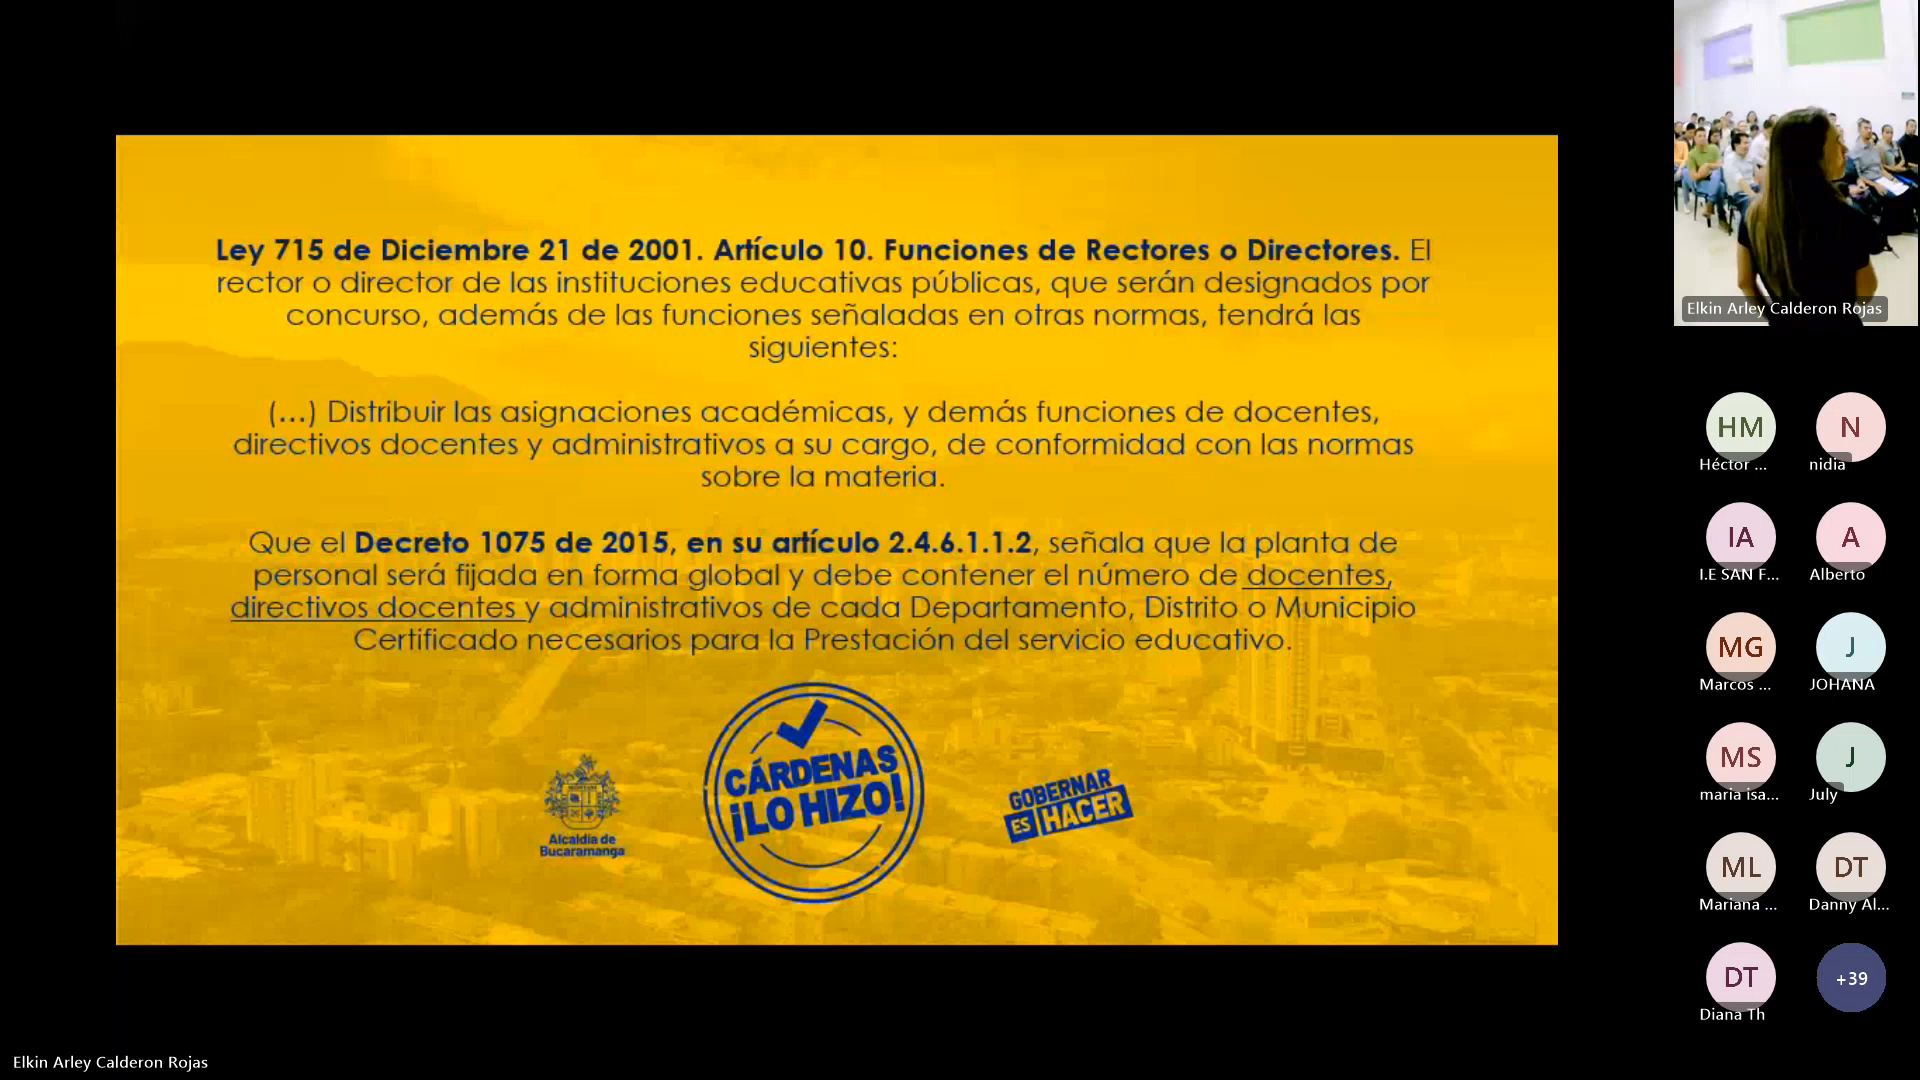 Ley 715 de Diciembre 21 de 2001. Artículo 10. Funciones de Rectores o Directores. El
rector o director de las instituciones educativas públicas, que serán designados por
concurso, además de las funciones señaladas en otras normas, tendrá las
siguientes:
(...) Distribuir las asignaciones académicas, y demás funciones de docentes,
directivos docentes y administrativos a su cargo, de conformidad con las normas
sobre la materia.
Que el Decreto 1075 de 2015, en su artículo 2.4.6.1.1.2, señala que la planta de
personal será fijada en forma global y debe contener el número de docentes,
directivos docentes y administrativos de cada Departamento, Distrito o Municipio
Certificado necesarios para la Prestación del servicio educativo.
Alcaldía de
Bucaramanga
CÁRDENAS
¡LO HIZO!
GOBERNAR
ES HACER
Elkin Arley Calderon Rojas
HM
Héctor ...
N
nidia
IA
I.E SAN F...
A
Alberto
MG
Marcos ...
J
JOHANA
MS
maria isa...
J
July
ML
Mariana ...
DT
Danny Al...
DT
Diana Th
+39
Elkin Arley Calderon Rojas